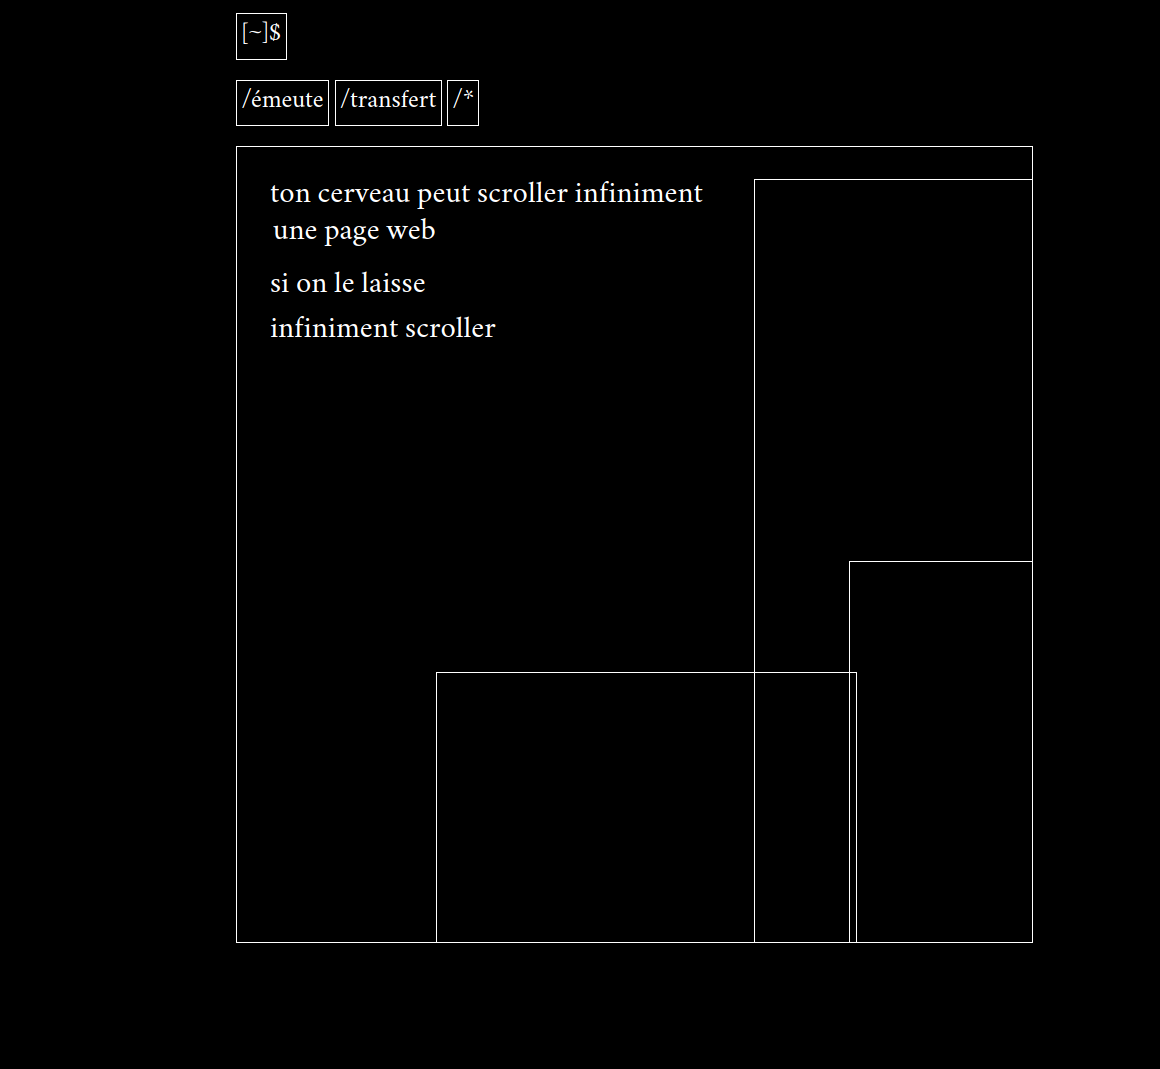 [~]$
/émeute /transfert /*
ton cerveau peut scroller infiniment
une page web
si on le laisse
infiniment scroller